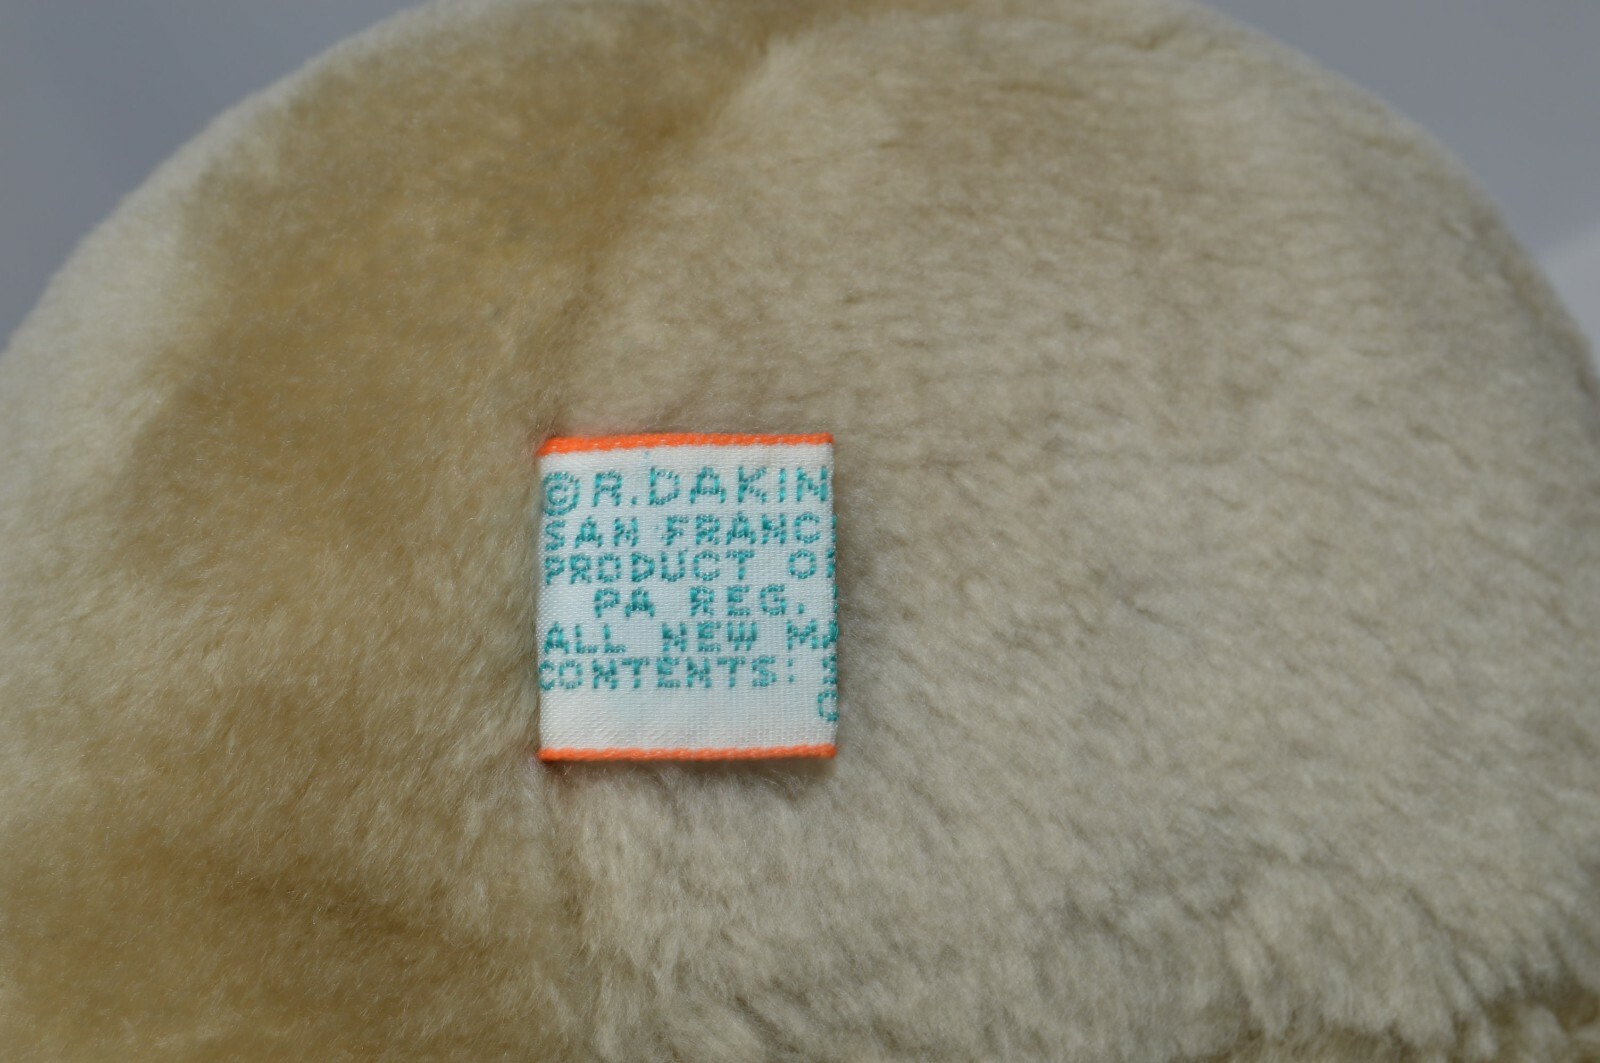 © R. DAKIN
SAN FRANC
PRODUCT O
PA REG.
ALL NEW MA
CONTENTS: S
C